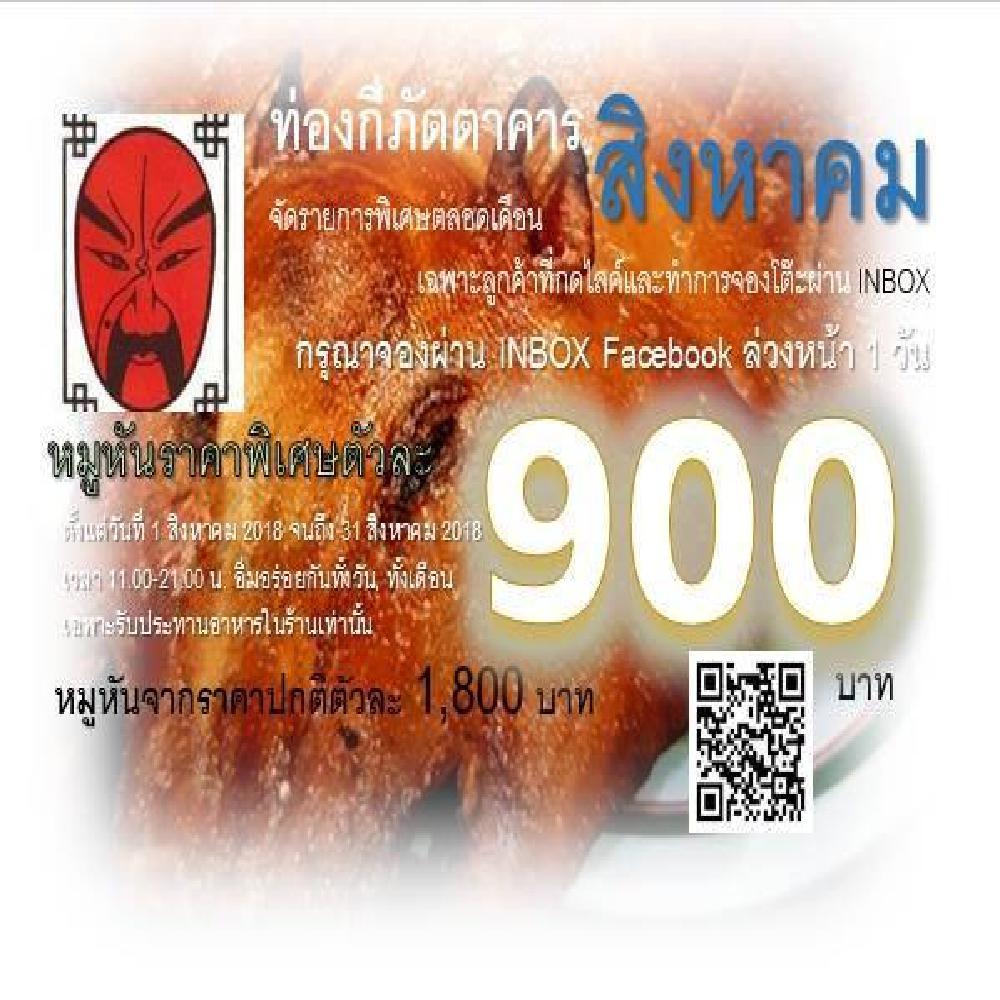 ท่องกี่ภัตตาคาร
สิงหาคม
จัดรายการพิเศษตลอดเดือน
เฉพาะลูกค้าที่กดไลค์และทำการจองโต๊ะผ่าน INBOX
กรุณาจองผ่าน INBOX Facebook ล่วงหน้า 1 วัน
หมูหันราคาพิเศษตัวละ
900
ตั้งแต่วันที่ 1 สิงหาคม 2018 จนถึง 31 สิงหาคม 2018
เวลา 11.00-21.00 น. อิ่มอร่อยกันทั้งวัน, ทั้งเดือน
เฉพาะรับประทานอาหารในร้านเท่านั้น
หมูหันจากราคาปกติตัวละ 1,800 บาท
บาท